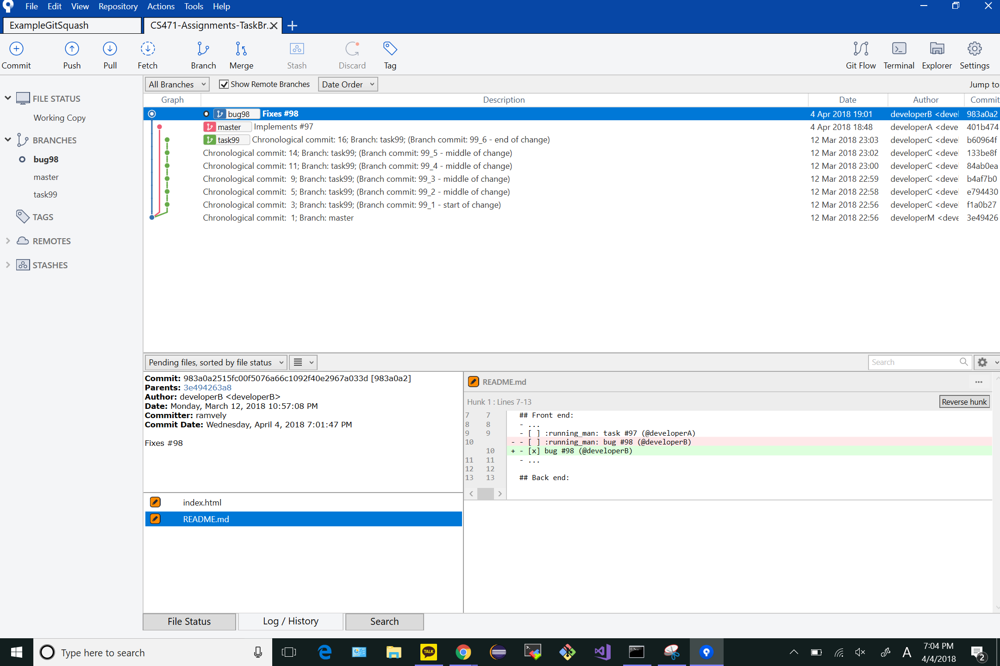 File Edit View Repository Actions Tools Help
ExampleGitSquash CS471-Assignments-TaskBr..
Commit Push Pull Fetch Branch Merge Stash Discard Tag Git Flow Terminal Explorer Settings
All Branches Show Remote Branches Date Order Jump to
FILE STATUS
Working Copy
BRANCHES
bug98
master
task99
TAGS
REMOTES
STASHES
Graph Description Date Author Commit
bug98 Fixes #98 4 Apr 2018 19:01 developerB <devel 983a0a2
master Implements #97 4 Apr 2018 18:48 developerA <deve 401b474
task99 Chronological commit: 16; Branch: task99; (Branch commit: 99_6 - end of change) 12 Mar 2018 23:03 developerC <devel b60964f
Chronological commit: 14; Branch: task99; (Branch commit: 99_5 - middle of change) 12 Mar 2018 23:02 developerC <devel 133be8f
Chronological commit: 11; Branch: task99; (Branch commit: 99_4 - middle of change) 12 Mar 2018 23:00 developerC <devel 84ab0ea
Chronological commit:  9; Branch: task99; (Branch commit: 99_3 - middle of change) 12 Mar 2018 22:59 developerC <devel b4af7b0
Chronological commit:  5; Branch: task99; (Branch commit: 99_2 - middle of change) 12 Mar 2018 22:58 developerC <devel e794430
Chronological commit:  3; Branch: task99; (Branch commit: 99_1 - start of change) 12 Mar 2018 22:56 developerC <devel f1a0b27
Chronological commit:  1; Branch: master 12 Mar 2018 22:56 developerM <deve 3e49426
Pending files, sorted by file status Search
Commit: 983a0a2515fc00f5076a66c1092f40e2967a033d [983a0a2]
Parents: 3e494263a8
Author: developerB <developerB>
Date: Monday, March 12, 2018 10:57:08 PM
Committer: ramvely
Commit Date: Wednesday, April 4, 2018 7:01:47 PM
Fixes #98
index.html
README.md
README.md ...
Hunk 1 : Lines 7-13 Reverse hunk
7 7 ## Front end:
8 8 - ...
9 9 - [ ] :running_man: task #97 (@developerA)
10 - - [ ] :running_man: bug #98 (@developerB)
10 + - [x] bug #98 (@developerB)
11 11 - ...
12 12
13 13 ## Back end:
File Status Log / History Search
Type here to search TALK A 7:04 PM
4/4/2018 2